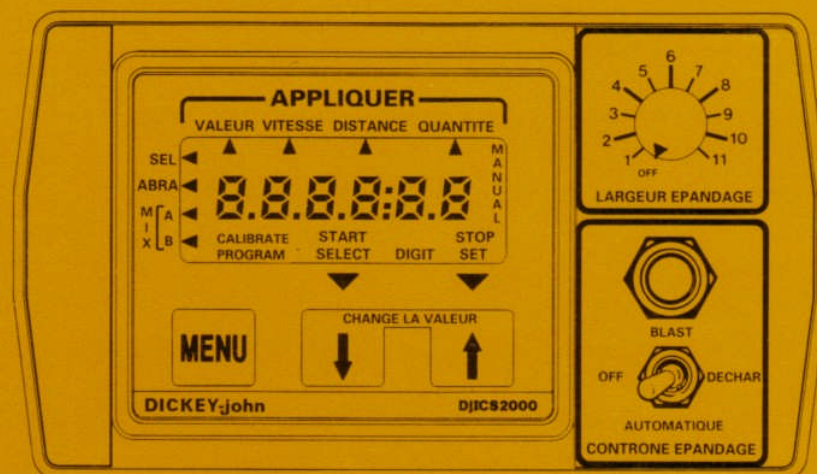 APPLIQUER
VALEUR VITESSE DISTANCE QUANTITE
SEL
ABRA
MIX
A
B
8.8.8.8:8.8
MANUAL
CALIBRATE START STOP
PROGRAM SELECT DIGIT SET
CHANGE LA VALEUR
MENU
DICKEY-john
DjICS2000
1 2 3 4 5 6 7 8 9 10 11
OFF
LARGEUR EPANDAGE
BLAST
OFF DECHAR
AUTOMATIQUE
CONTRONE EPANDAGE